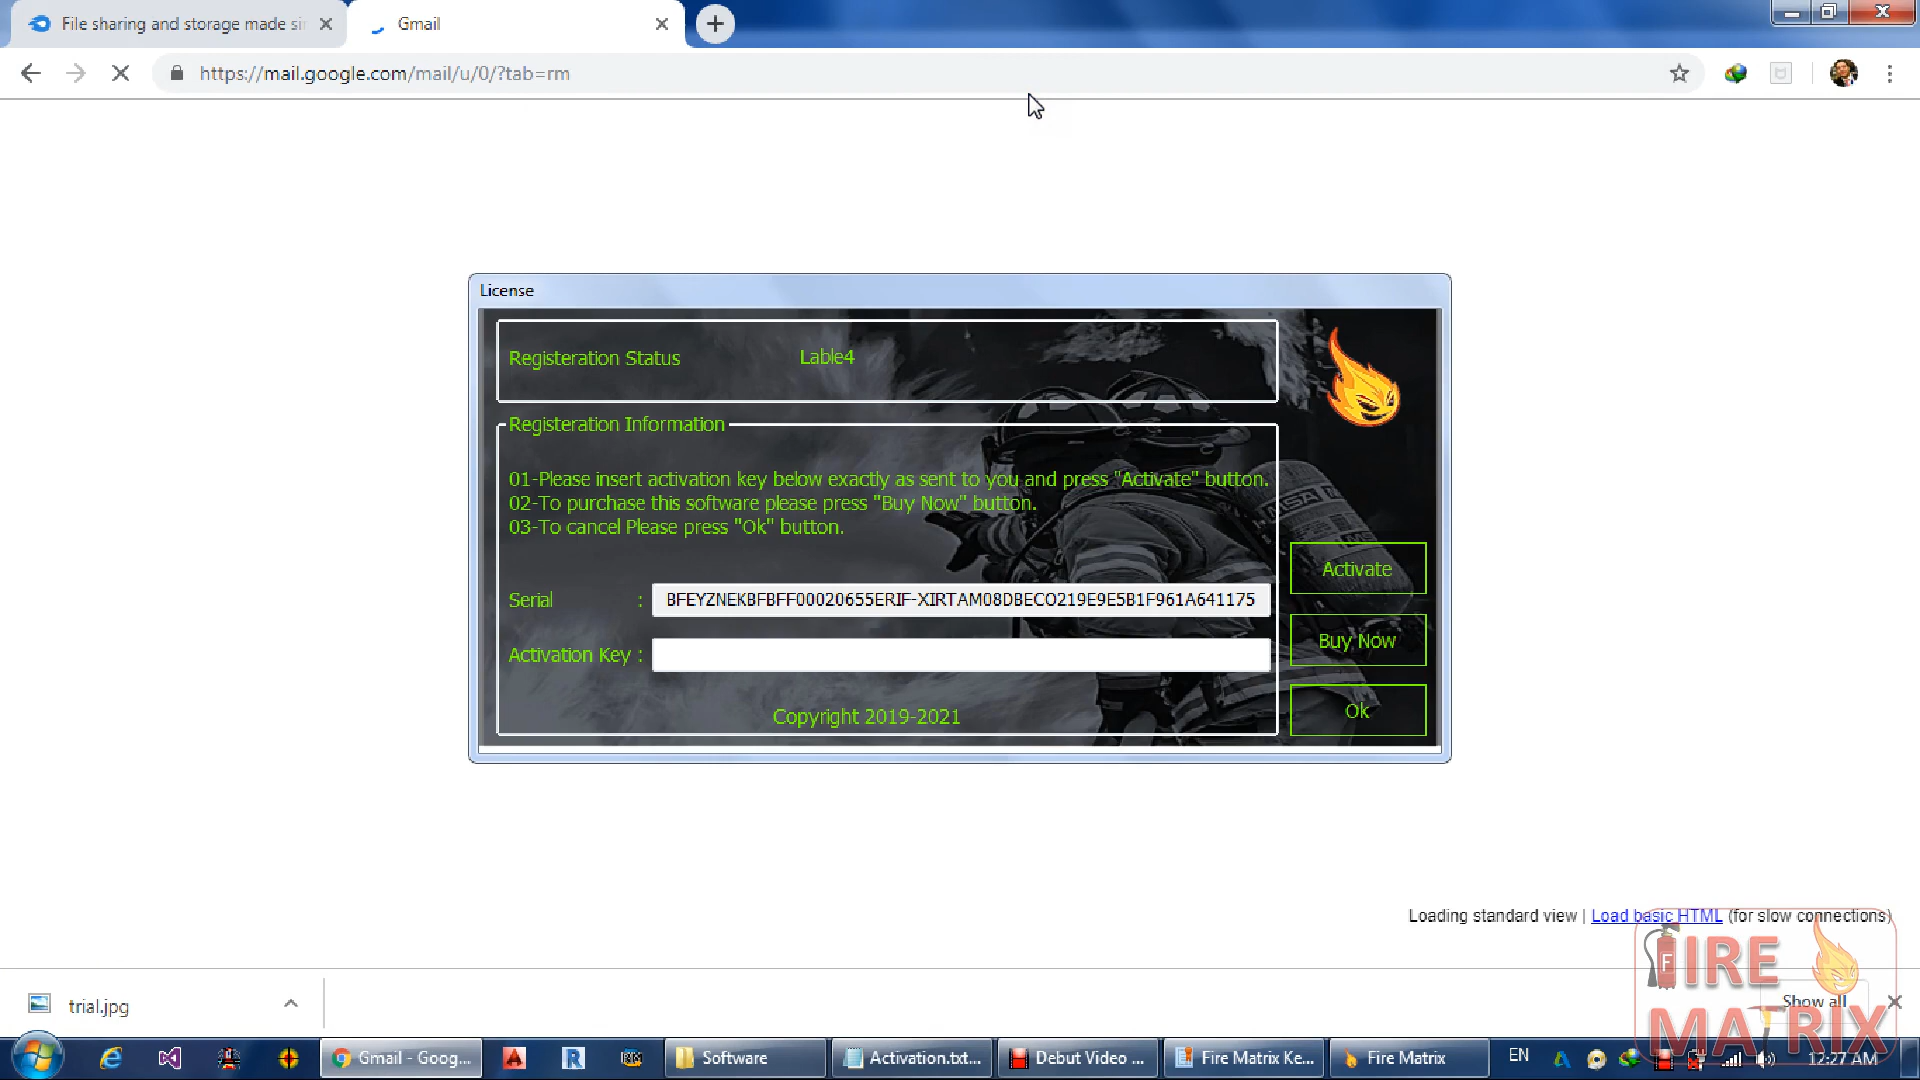 File sharing and storage made si
Gmail
https://mail.google.com/mail/u/0/?tab=rm
License
Registeration Status
Lable4
Registeration Information
01-Please insert activation key below exactly as sent to you and press "Activate" button.
02-To purchase this software please press "Buy Now" button.
03-To cancel Please press "Ok" button.
Serial :
BFEYZNEKBFBFF00020655ERIF-XIRTAM08DBECO219E9E5B1F961A641175
Activation Key :
Copyright 2019-2021
Activate
Buy Now
Ok
Loading standard view | Load basic HTML (for slow connections)
FIRE
MATRIX
trial.jpg
Show all
Gmail - Goog...
Software
Activation.txt...
Debut Video ...
Fire Matrix Ke...
Fire Matrix
EN
12:27 AM